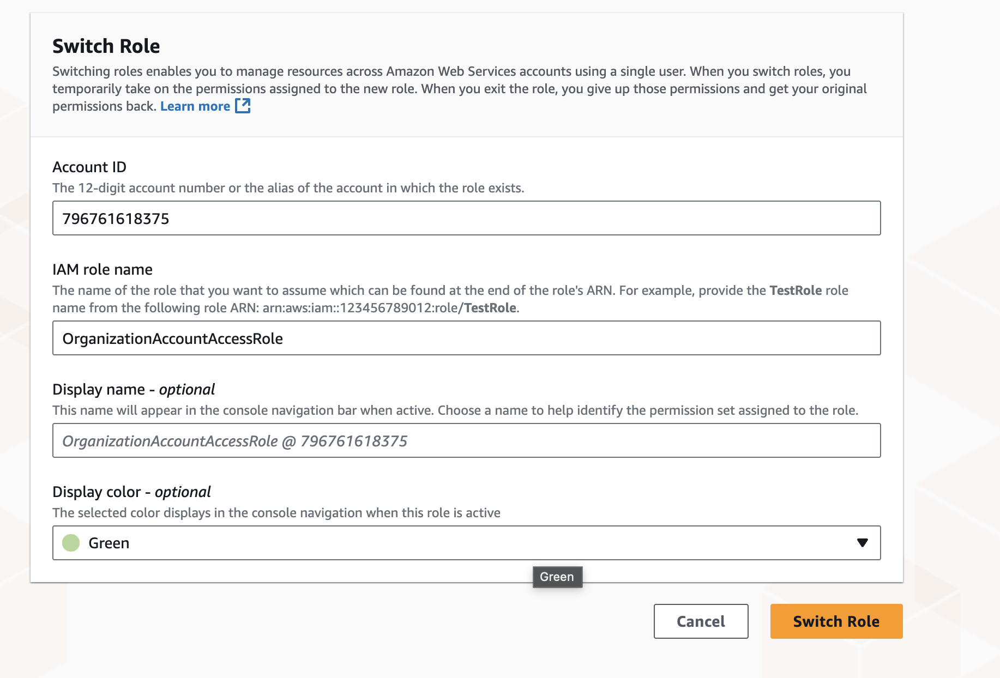 Switch Role
Switching roles enables you to manage resources across Amazon Web Services accounts using a single user. When you switch roles, you
temporarily take on the permissions assigned to the new role. When you exit the role, you give up those permissions and get your original
permissions back. Learn more
Account ID
The 12-digit account number or the alias of the account in which the role exists.
796761618375
IAM role name
The name of the role that you want to assume which can be found at the end of the role's ARN. For example, provide the TestRole role
name from the following role ARN: arn:aws:iam::123456789012:role/TestRole.
OrganizationAccountAccessRole
Display name - optional
This name will appear in the console navigation bar when active. Choose a name to help identify the permission set assigned to the role.
OrganizationAccountAccessRole @ 796761618375
Display color - optional
The selected color displays in the console navigation when this role is active
Green
Green
Cancel
Switch Role